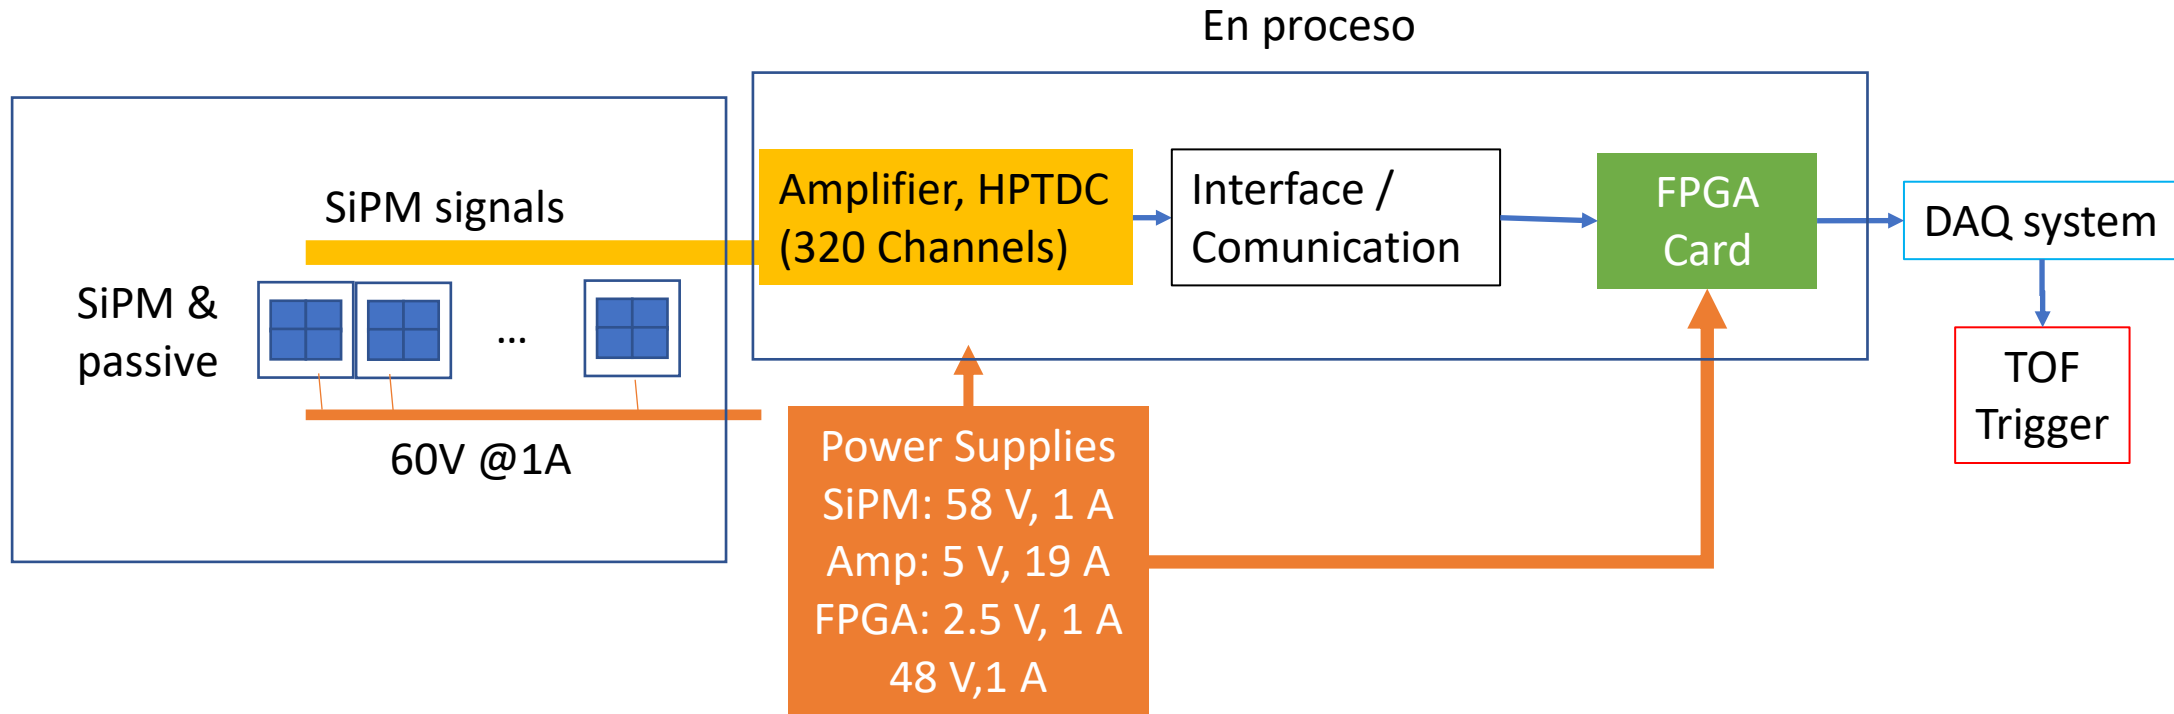 En proceso
SiPM signals
SiPM &
passive
...
60V @1A
Amplifier, HPTDC
(320 Channels)
Interface /
Comunication
FPGA
Card
DAQ system
TOF
Trigger
Power Supplies
SiPM: 58 V, 1 A
Amp: 5 V, 19 A
FPGA: 2.5 V, 1 A
48 V,1 A